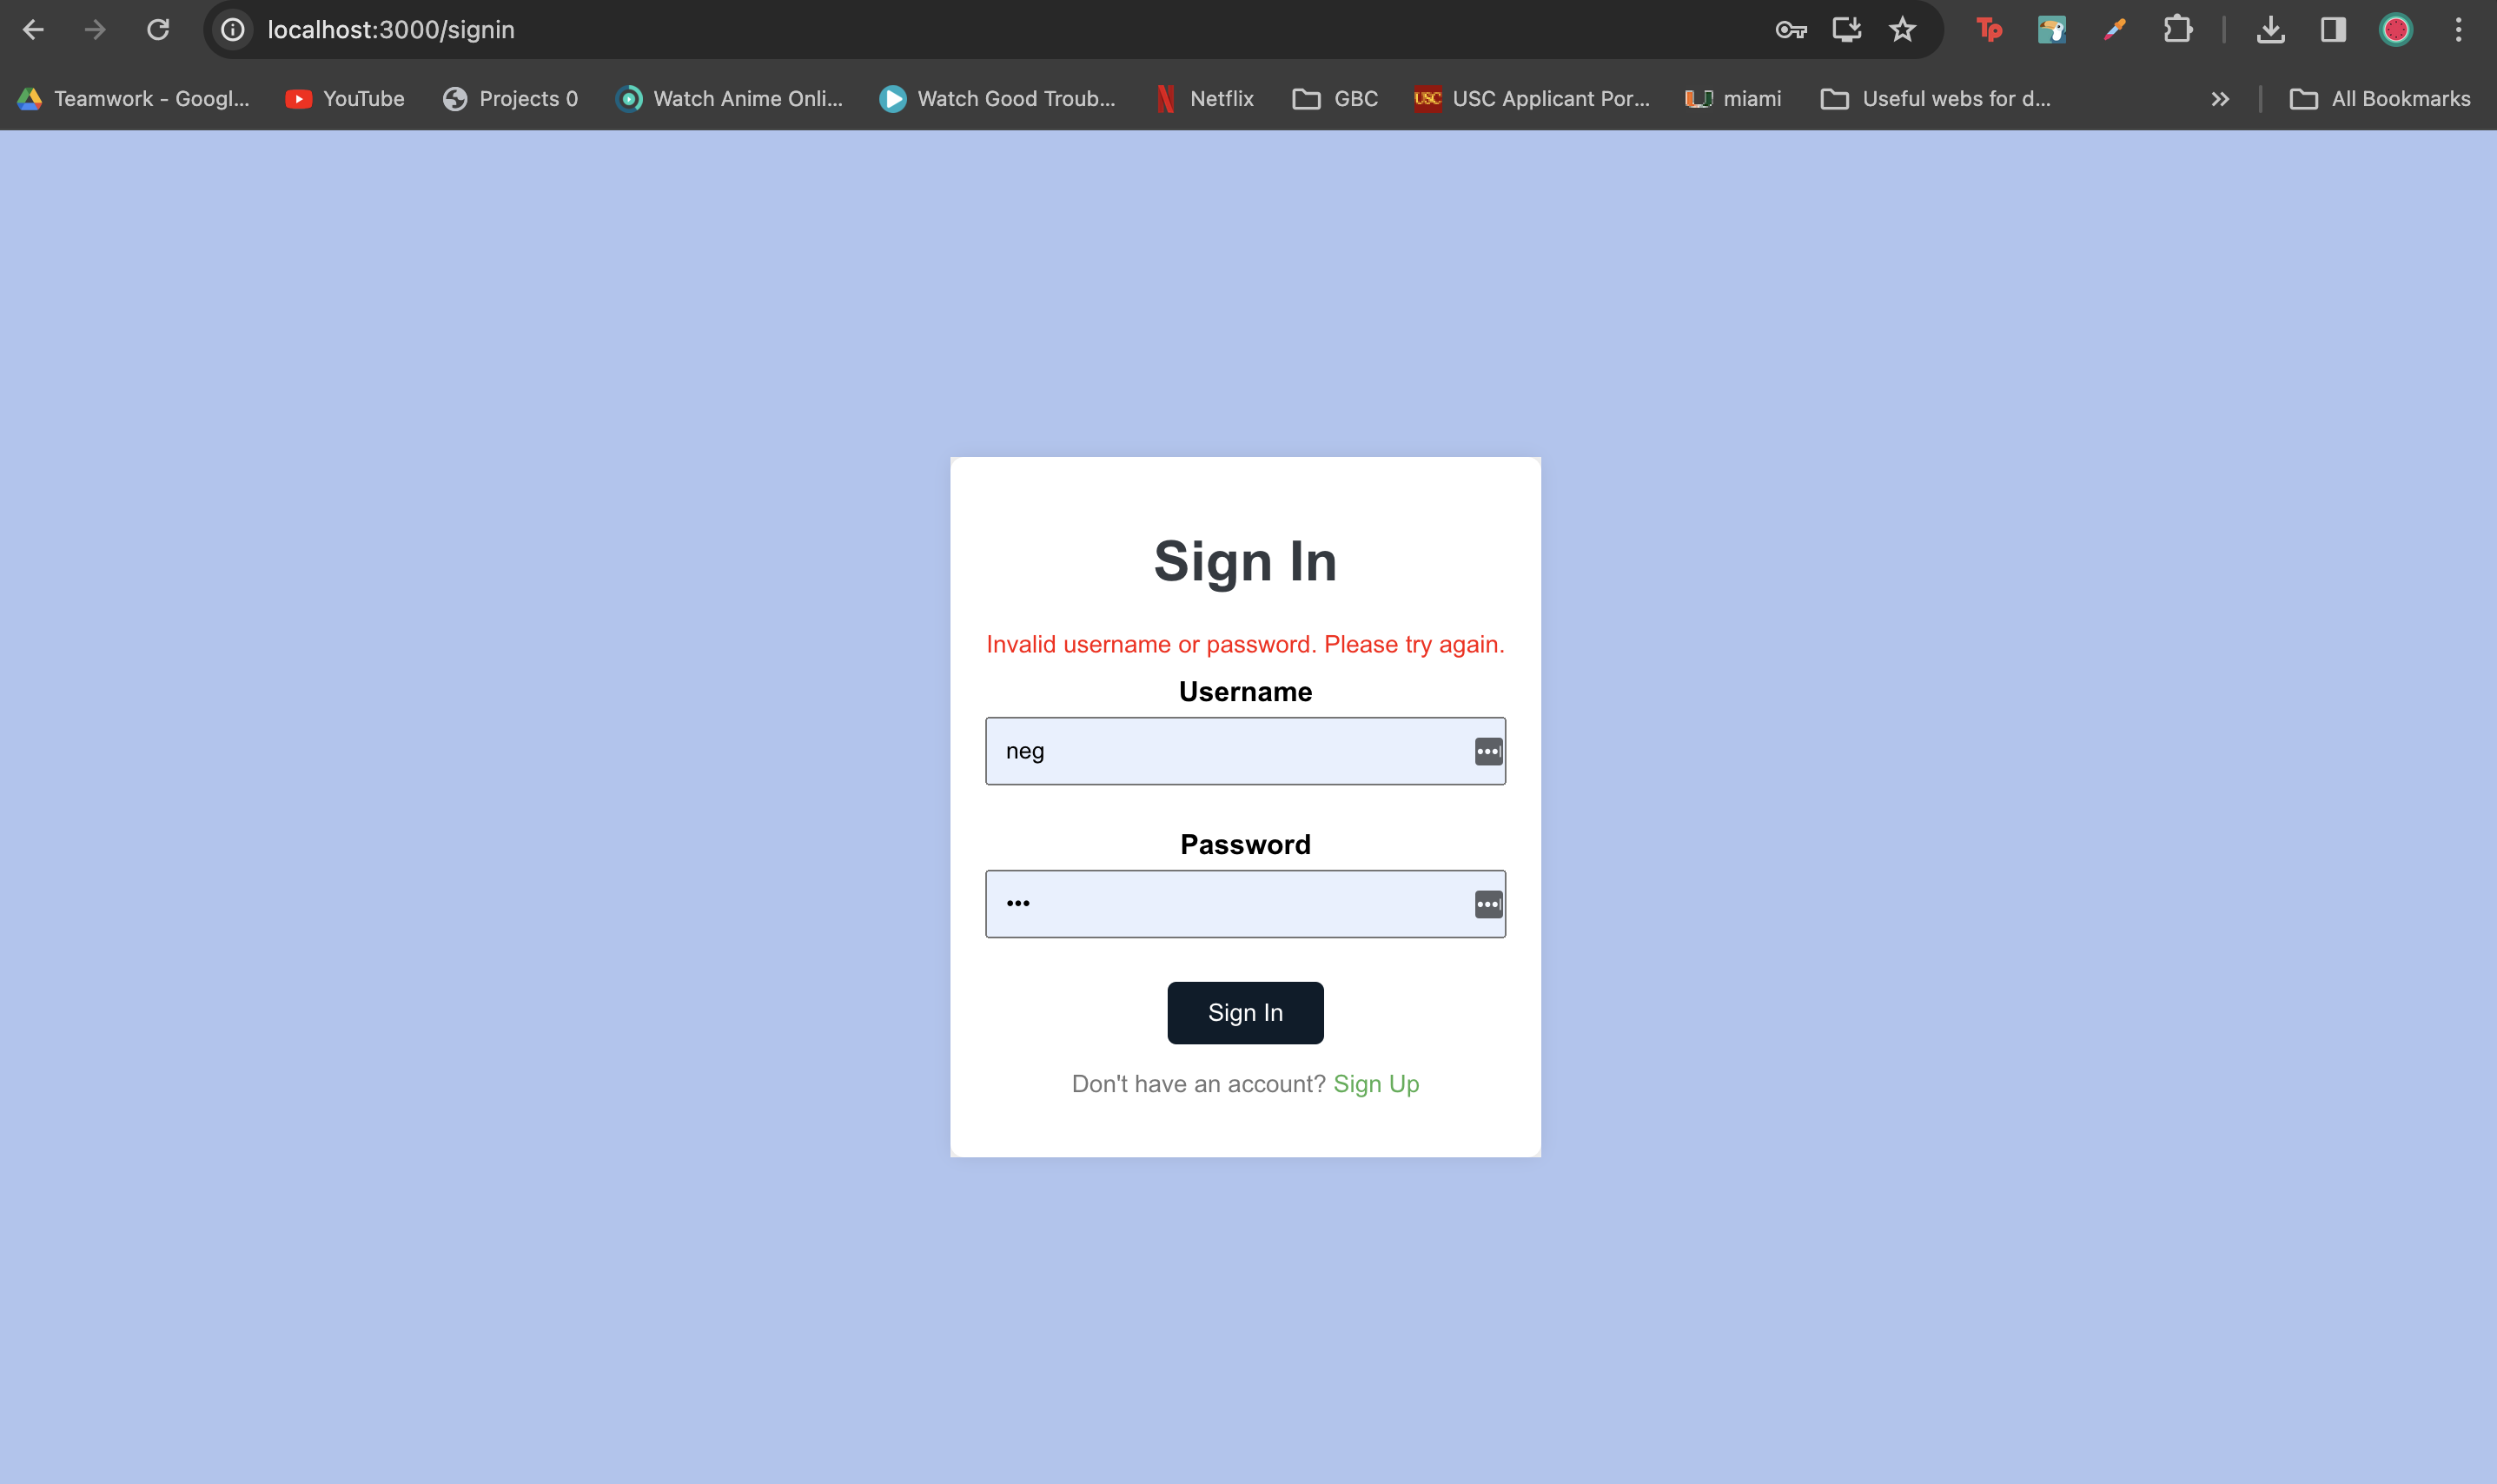 localhost:3000/signin
Tp
Teamwork - Googl... YouTube Projects 0 Watch Anime Onli... Watch Good Troub... N Netflix GBC USC USC Applicant Por... U miami Useful webs for d... » All Bookmarks
Sign In
Invalid username or password. Please try again.
Username
neg
Password
•••
Sign In
Don't have an account? Sign Up